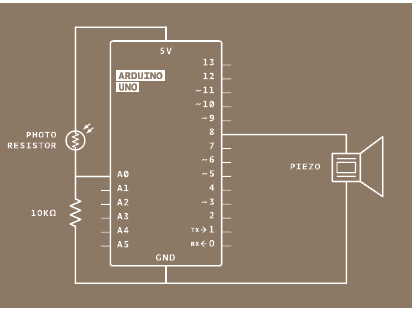 5V
ARDUINO
UNO
13
12
~11
~10
~9
8
7
~6
~5
4
~3
2
TX→1
RX←0
PHOTO
RESISTOR
A0
A1
A2
A3
A4
A5
10KΩ
PIEZO
GND